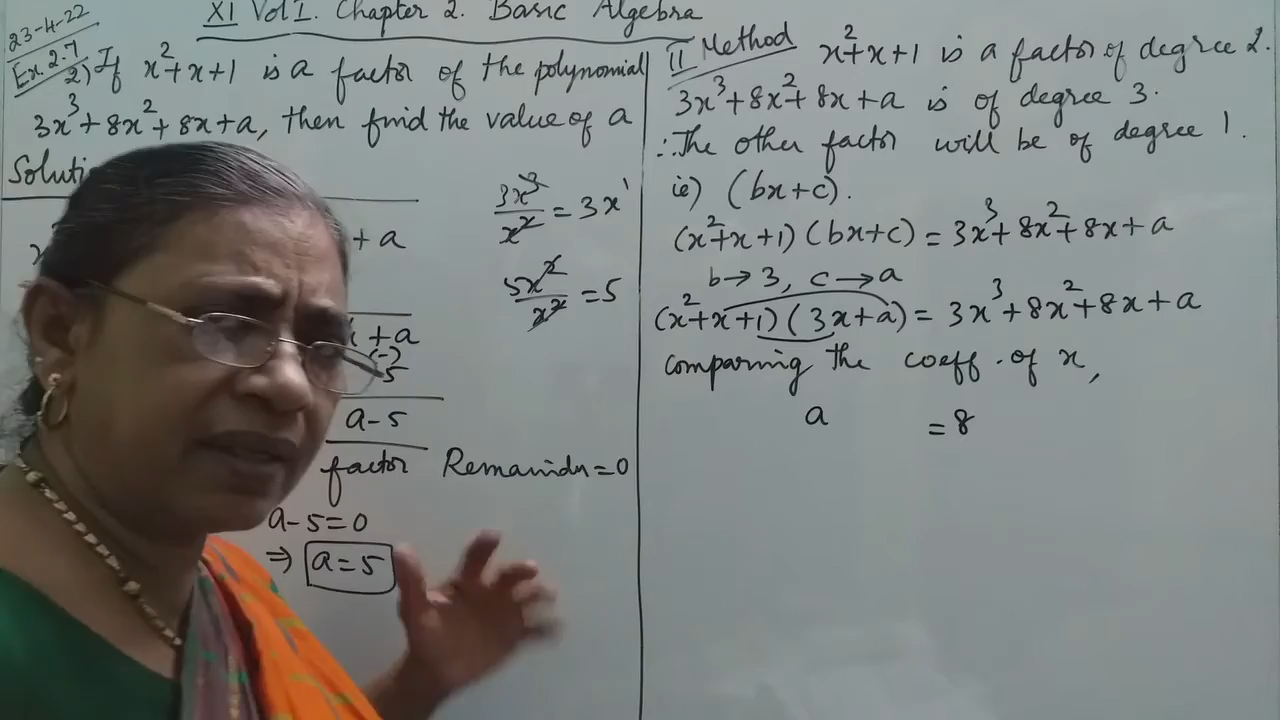 XI Vol I. Chapter 2. Basic Algebra
23-4-22
Ex 2.7
2) If x²+x+1 is a factor of the polynomial
3x³+8x²+8x+a, then find the value of a
Soluti
+ a
3x³/x² = 3x¹
5x²/x² = 5
+ a
(-)
5
a-5
factor Remainder=0
a-5=0
⇒ a=5
II Method x²+x+1 is a factor of degree 2.
3x³+8x²+8x+a is of degree 3.
∴The other factor will be of degree 1.
ie) (bx+c).
(x²+x+1)(bx+c) = 3x³+8x²+8x+a
b→3, c→a
(x²+x+1)(3x+a) = 3x³+8x²+8x+a
comparing the coeff. of x,
a =8